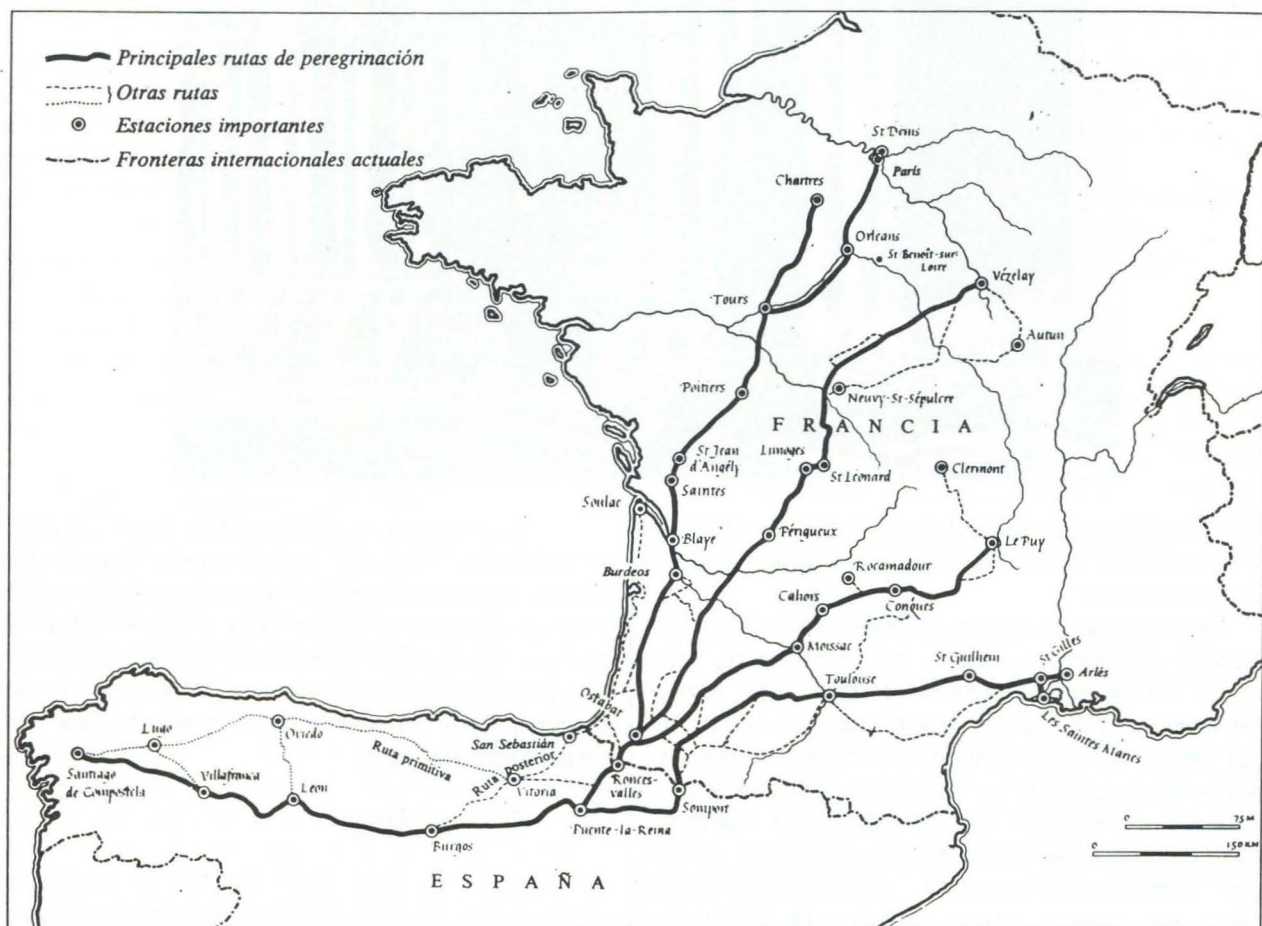 Principales rutas de peregrinación
Otras rutas
Estaciones importantes
Fronteras internacionales actuales
St Denis
París
Chartres
Orleans
St Benoît-sur-
Loire
Vézelay
Tours
Autun
Poitiers
Neuvy-St-Sépulcre
FRANCIA
St Jean
d'Angély
Limoges
St Léonard
Clermont
Saintes
Soulac
Blaye
Périgueux
Le Puy
Burdeos
Rocamadour
Cahors
Conques
Moissac
St Guilhem
St Gilles
Arlés
Toulouse
Les Saintes Maries
Ostabat
San Sebastián
Lugo
Oviedo
Ruta primitiva
Ruta posterior
Vitoria
Santiago
de Compostela
Villafranca
León
Ronces-
valles
Somport
Puente-la-Reina
Burgos
ESPAÑA
0 75 M
0 150 KM